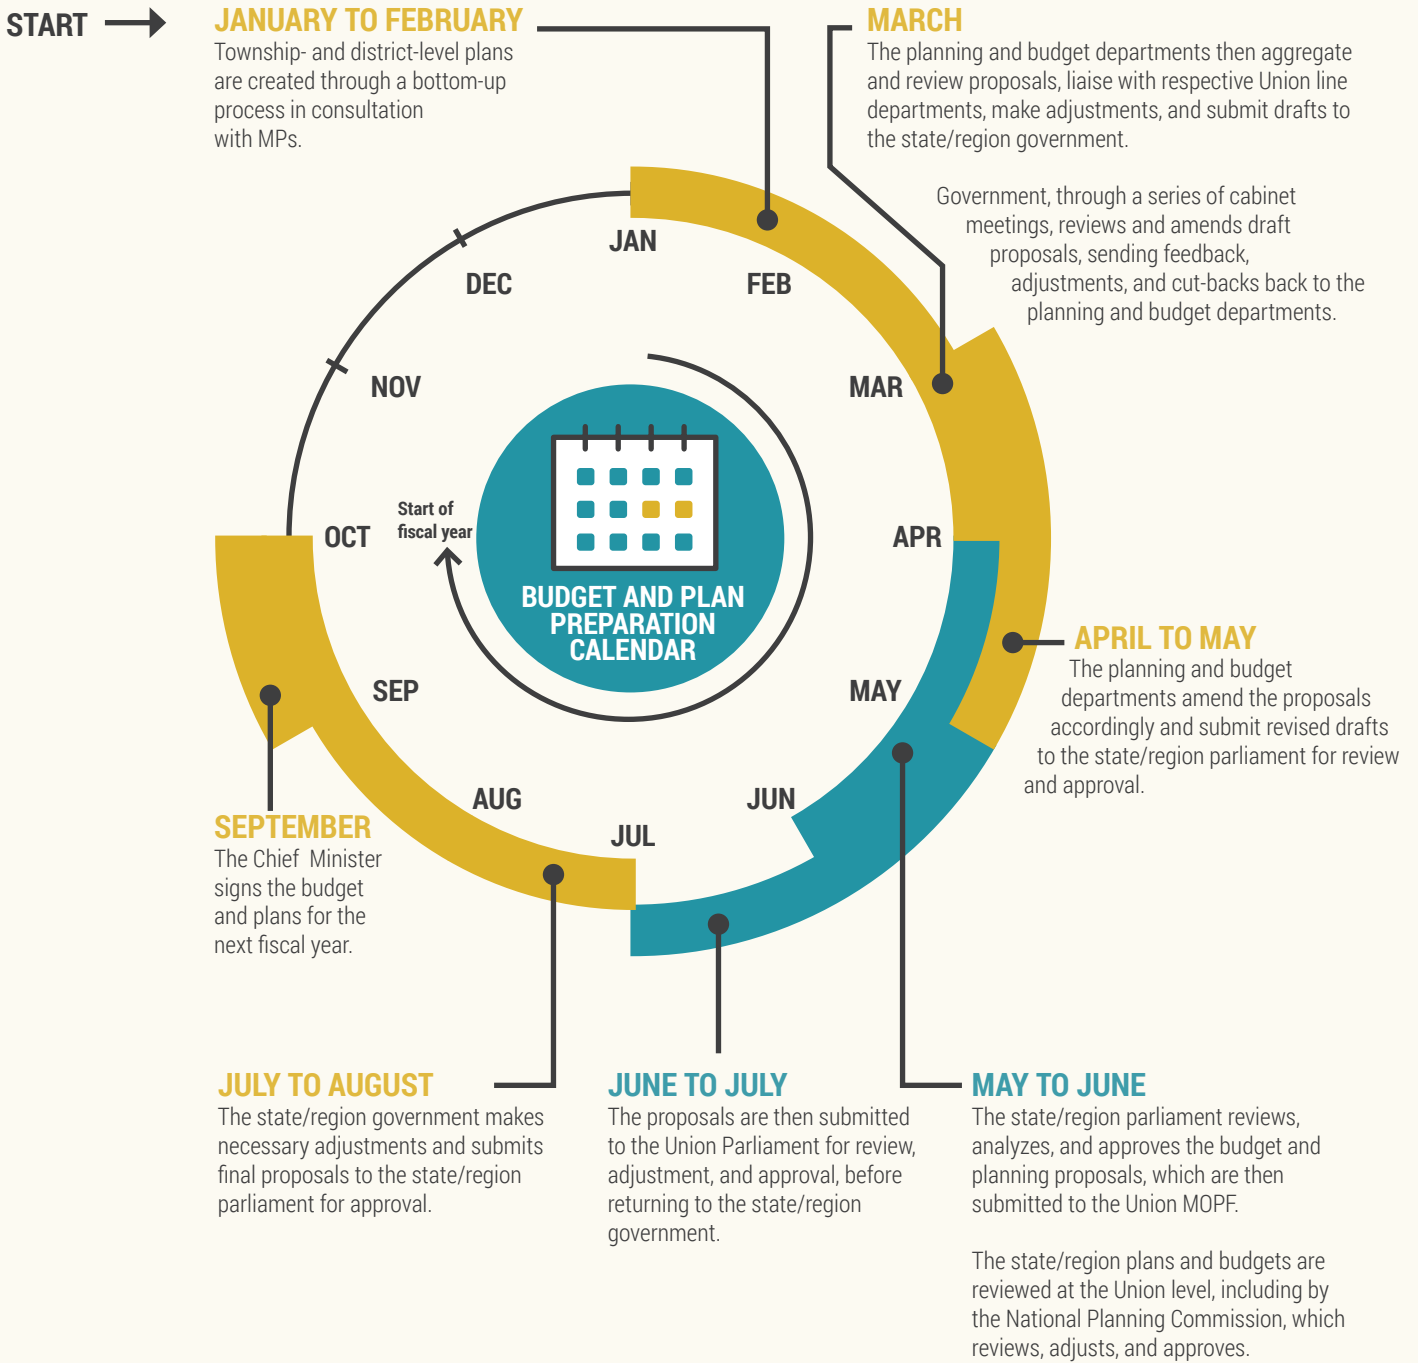 START
JANUARY TO FEBRUARY
Township- and district-level plans
are created through a bottom-up
process in consultation
with MPs.
MARCH
The planning and budget departments then aggregate
and review proposals, liaise with respective Union line
departments, make adjustments, and submit drafts to
the state/region government.
Government, through a series of cabinet
meetings, reviews and amends draft
proposals, sending feedback,
adjustments, and cut-backs back to the
planning and budget departments.
JAN
FEB
MAR
APR
MAY
JUN
JUL
AUG
SEP
OCT
NOV
DEC
Start of
fiscal year
BUDGET AND PLAN
PREPARATION
CALENDAR
APRIL TO MAY
The planning and budget
departments amend the proposals
accordingly and submit revised drafts
to the state/region parliament for review
and approval.
SEPTEMBER
The Chief Minister
signs the budget
and plans for the
next fiscal year.
JULY TO AUGUST
The state/region government makes
necessary adjustments and submits
final proposals to the state/region
parliament for approval.
JUNE TO JULY
The proposals are then submitted
to the Union Parliament for review,
adjustment, and approval, before
returning to the state/region
government.
MAY TO JUNE
The state/region parliament reviews,
analyzes, and approves the budget and
planning proposals, which are then
submitted to the Union MOPF.
The state/region plans and budgets are
reviewed at the Union level, including by
the National Planning Commission, which
reviews, adjusts, and approves.